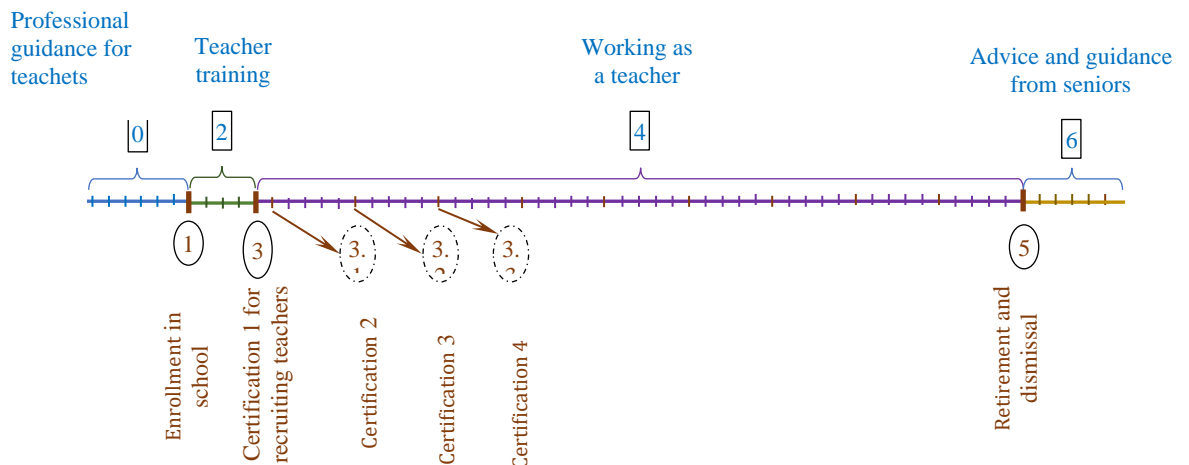 Professional
guidance for
teachets
Teacher
training
Working as
a teacher
Advice and guidance
from seniors
0
2
4
6
1
3
3.
3.
3.
5
Enrollment in
school
Certification 1 for
recruiting teachers
Certification 2
Certification 3
Certification 4
Retirement and
dismissal